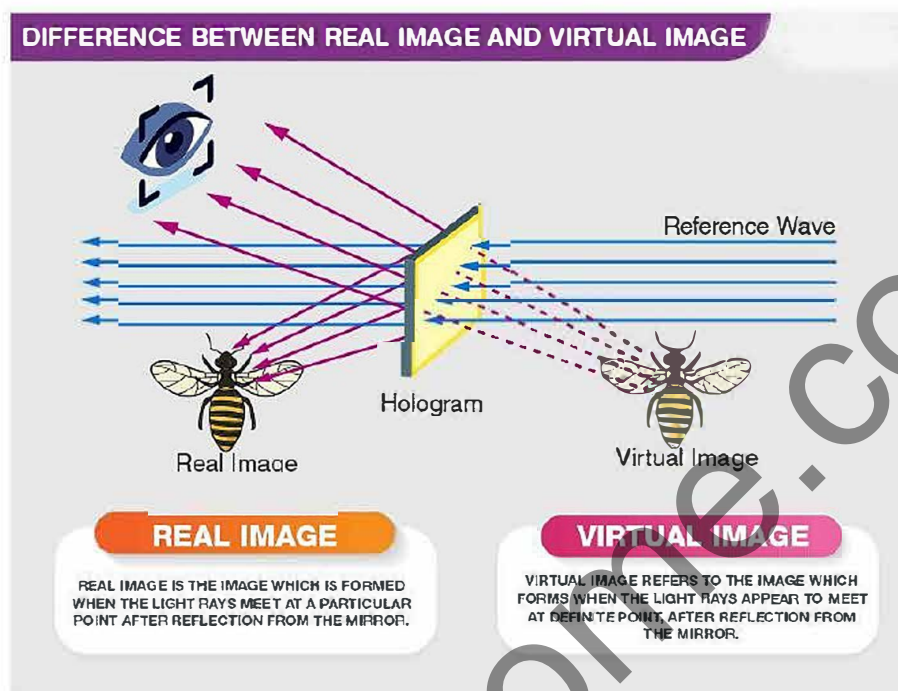 DIFFERENCE BETWEEN REAL IMAGE AND VIRTUAL IMAGE
Reference Wave
Hologram
Real Image
Virtual Image
REAL IMAGE
REAL IMAGE IS THE IMAGE WHICH IS FORMED
WHEN THE LIGHT RAYS MEET AT A PARTICULAR
POINT AFTER REFLECTION FROM THE MIRROR.
VIRTUAL IMAGE
VIRTUAL IMAGE REFERS TO THE IMAGE WHICH
FORMS WHEN THE LIGHT RAYS APPEAR TO MEET
AT DEFINITE POINT, AFTER REFLECTION FROM
THE MIRROR.